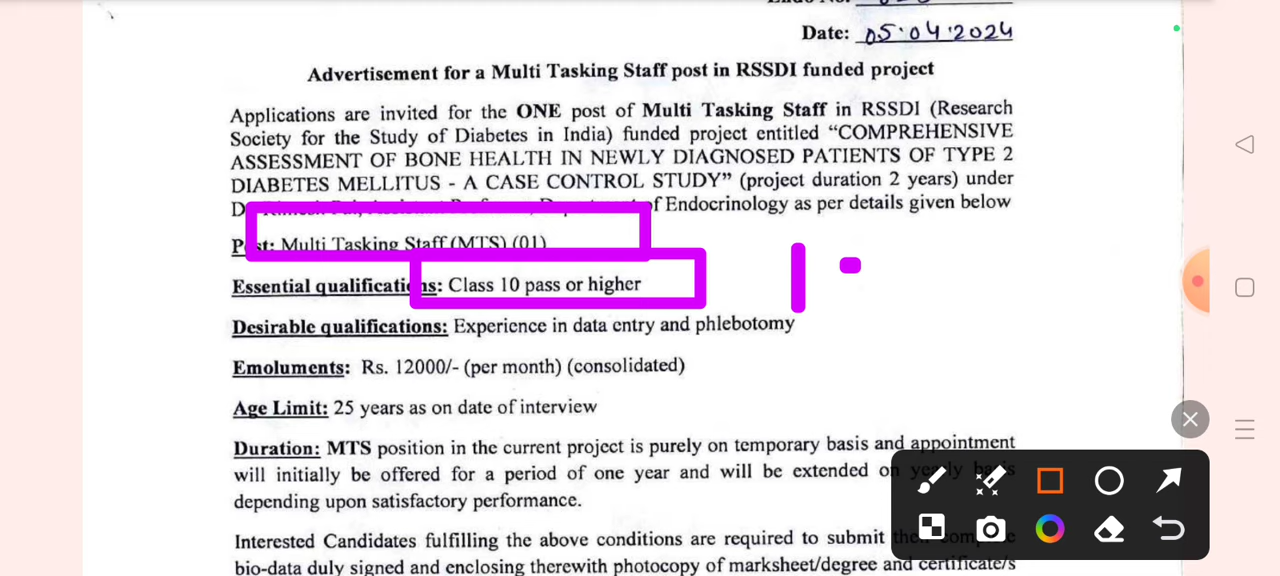 Date: 05.04.2024
Advertisement for a Multi Tasking Staff post in RSSDI funded project
Applications are invited for the ONE post of Multi Tasking Staff in RSSDI (Research
Society for the Study of Diabetes in India) funded project entitled “COMPREHENSIVE
ASSESSMENT OF BONE HEALTH IN NEWLY DIAGNOSED PATIENTS OF TYPE 2
DIABETES MELLITUS - A CASE CONTROL STUDY” (project duration 2 years) under
of Endocrinology as per details given below
Post: Multi Tasking Staff (MTS) (01)
Essential qualifications: Class 10 pass or higher
Desirable qualifications: Experience in data entry and phlebotomy
Emoluments: Rs. 12000/- (per month) (consolidated)
Age Limit: 25 years as on date of interview
Duration: MTS position in the current project is purely on temporary basis and appointment
will initially be offered for a period of one year and will be extended on yearly basis
depending upon satisfactory performance.
Interested Candidates fulfilling the above conditions are required to submit
bio-data duly signed and enclosing therewith photocopy of marksheet/degree and certificate/s